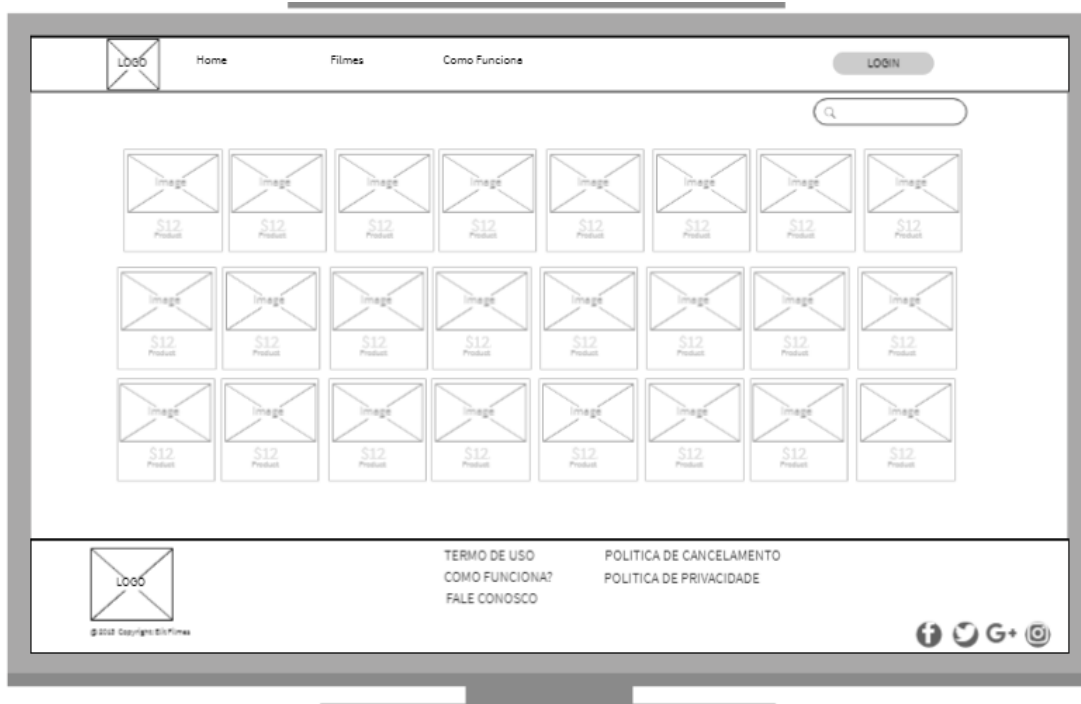 LOGO Home Filmes Como Funciona LOGIN
Image Image Image Image Image Image Image Image
$12 $12 $12 $12 $12 $12 $12 $12
Product Product Product Product Product Product Product Product
Image Image Image Image Image Image Image Image
$12 $12 $12 $12 $12 $12 $12 $12
Product Product Product Product Product Product Product Product
Image Image Image Image Image Image Image Image
$12 $12 $12 $12 $12 $12 $12 $12
Product Product Product Product Product Product Product Product
TERMO DE USO POLITICA DE CANCELAMENTO
LOGO COMO FUNCIONA? POLITICA DE PRIVACIDADE
FALE CONOSCO
Copyright